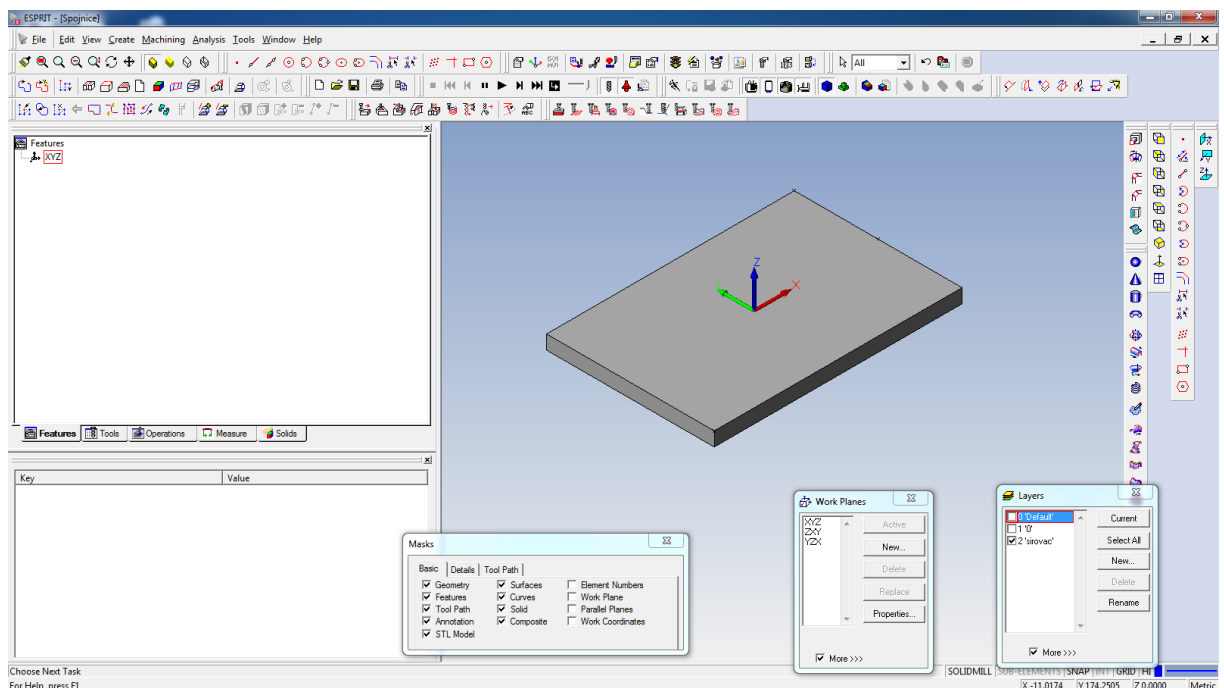 ESPRIT - [Spojnice]
File Edit View Create Machining Analysis Tools Window Help
All
Features
XYZ
Z
X
Features Tools Operations Measure Solids
Key Value
Masks
Basic Details Tool Path
Geometry Surfaces Element Numbers
Features Curves Work Plane
Tool Path Solid Parallel Planes
Annotation Composite Work Coordinates
STL Model
Work Planes
XYZ
ZXY
YZX
Active
New...
Delete
Replace
Properties...
More >>>
Layers
0 'Default'
1 '0'
2 'sirovac'
Current
Select All
New...
Delete
Rename
More >>>
Choose Next Task
SOLIDMILL SUB-ELEMENTS SNAP INT GRID HI
For Help, press F1
X -11.0174 Y 174.2505 Z 0.0000 Metric